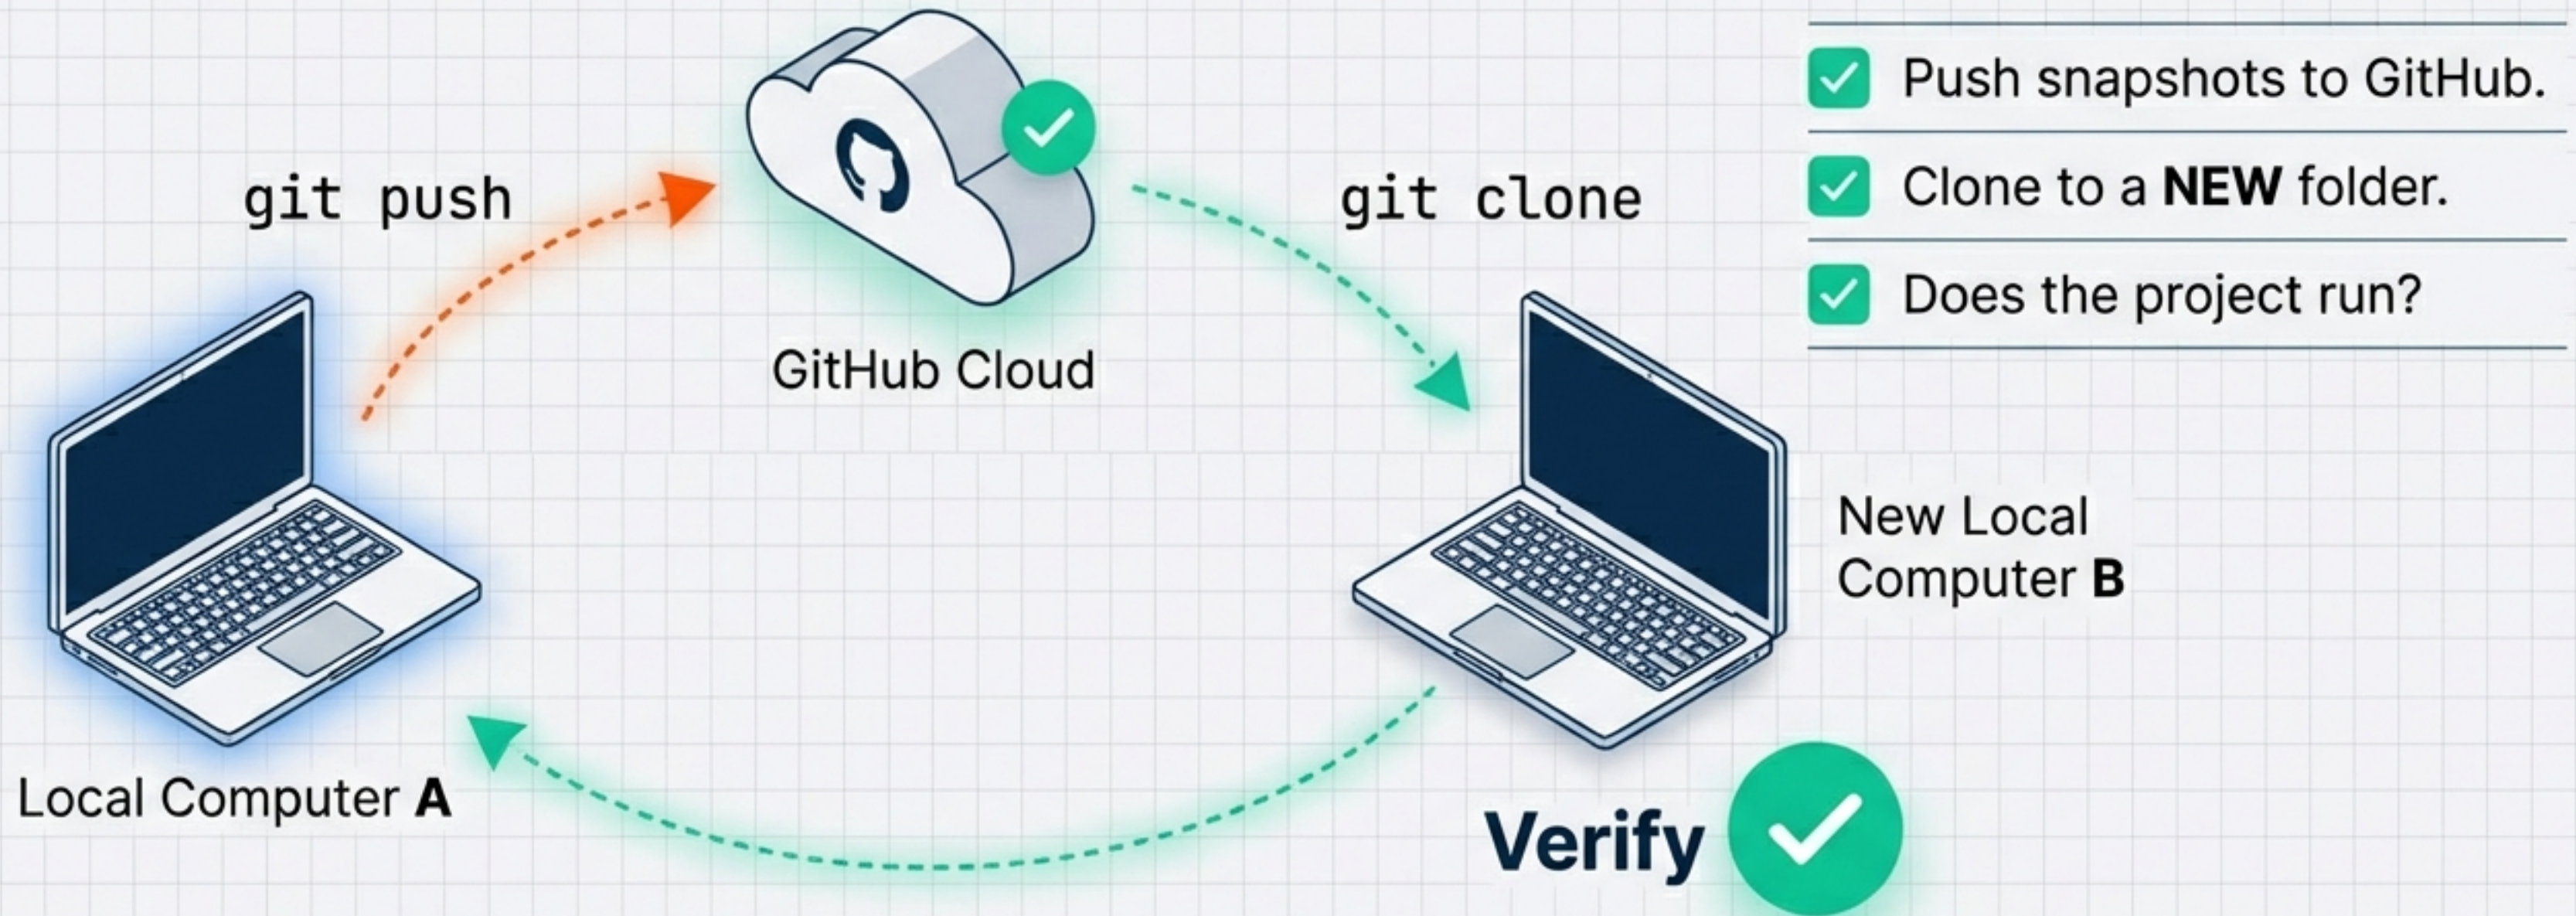 git push
GitHub Cloud
git clone
Push snapshots to GitHub.
Clone to a NEW folder.
Does the project run?
Local Computer A
New Local
Computer B
Verify